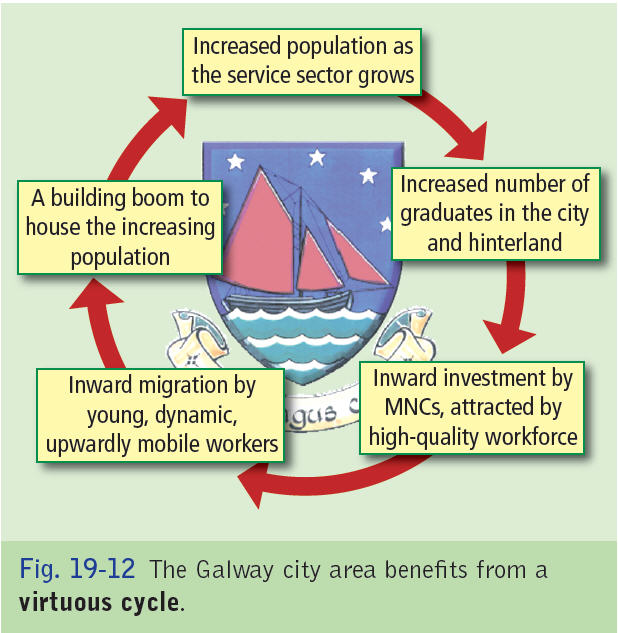 Increased population as
the service sector grows
Increased number of
graduates in the city
and hinterland
Inward investment by
MNCs, attracted by
high-quality workforce
Inward migration by
young, dynamic,
upwardly mobile workers
A building boom to
house the increasing
population
Fig. 19-12 The Galway city area benefits from a
virtuous cycle.